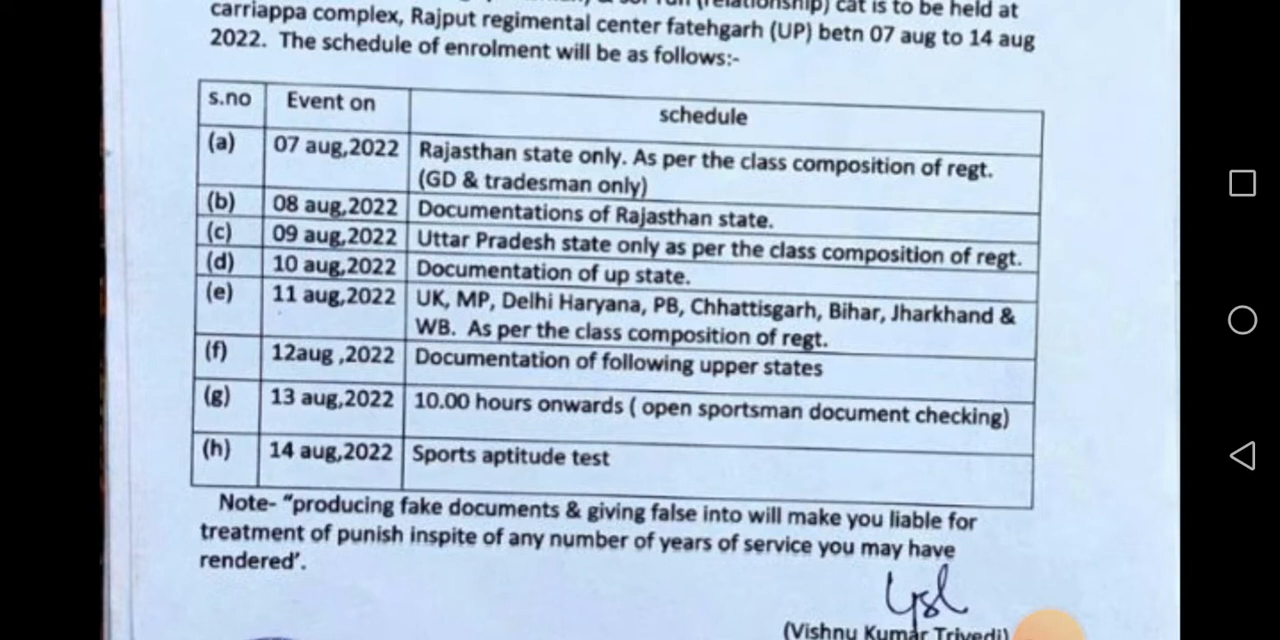 cat is to be held at
carriappa complex, Rajput regimental center fatehgarh (UP) betn 07 aug to 14 aug
2022. The schedule of enrolment will be as follows:-
s.no Event on schedule
(a) 07 aug,2022 Rajasthan state only. As per the class composition of regt.
(GD & tradesman only)
(b) 08 aug,2022 Documentations of Rajasthan state.
(c) 09 aug,2022 Uttar Pradesh state only as per the class composition of regt.
(d) 10 aug,2022 Documentation of up state.
(e) 11 aug,2022 UK, MP, Delhi Haryana, PB, Chhattisgarh, Bihar, Jharkhand &
WB. As per the class composition of regt.
(f) 12aug ,2022 Documentation of following upper states
(g) 13 aug,2022 10.00 hours onwards ( open sportsman document checking)
(h) 14 aug,2022 Sports aptitude test
Note- “producing fake documents & giving false into will make you liable for
treatment of punish inspite of any number of years of service you may have
rendered’.
(Vishnu Kumar Trivedi)